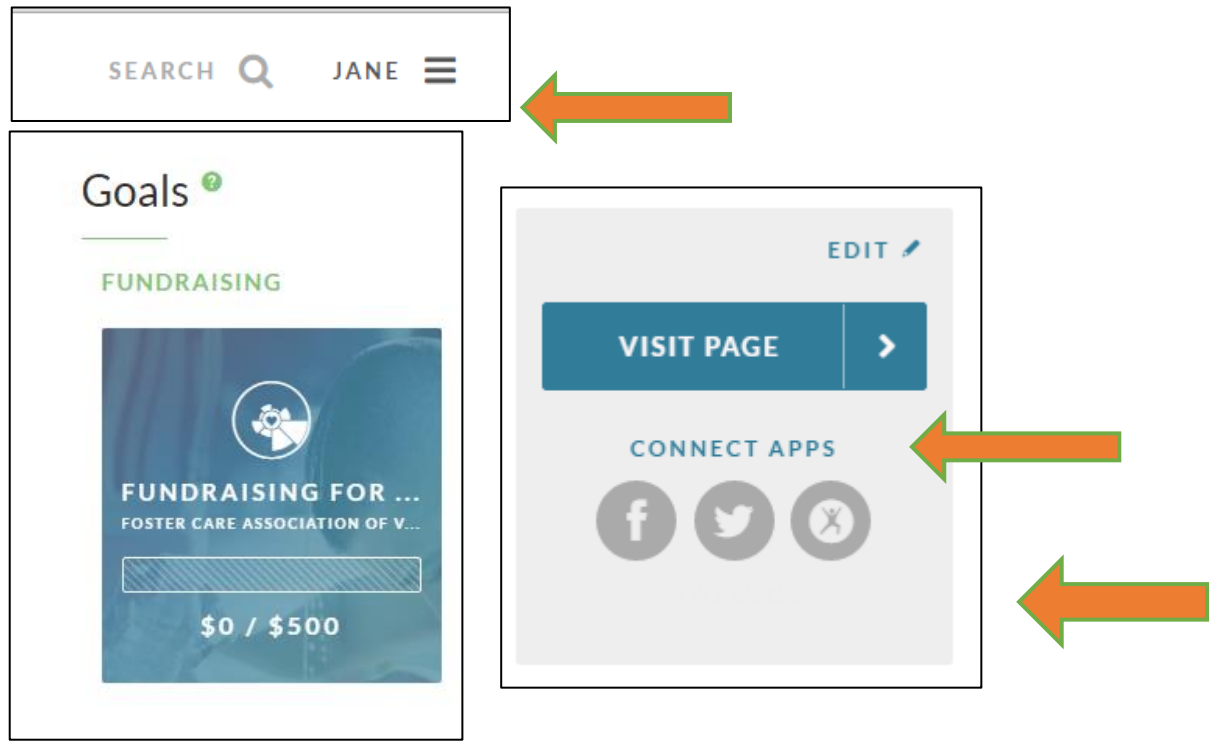 SEARCH JANE
Goals ?
FUNDRAISING
FUNDRAISING FOR ...
FOSTER CARE ASSOCIATION OF V...
$0 / $500
EDIT
VISIT PAGE
CONNECT APPS